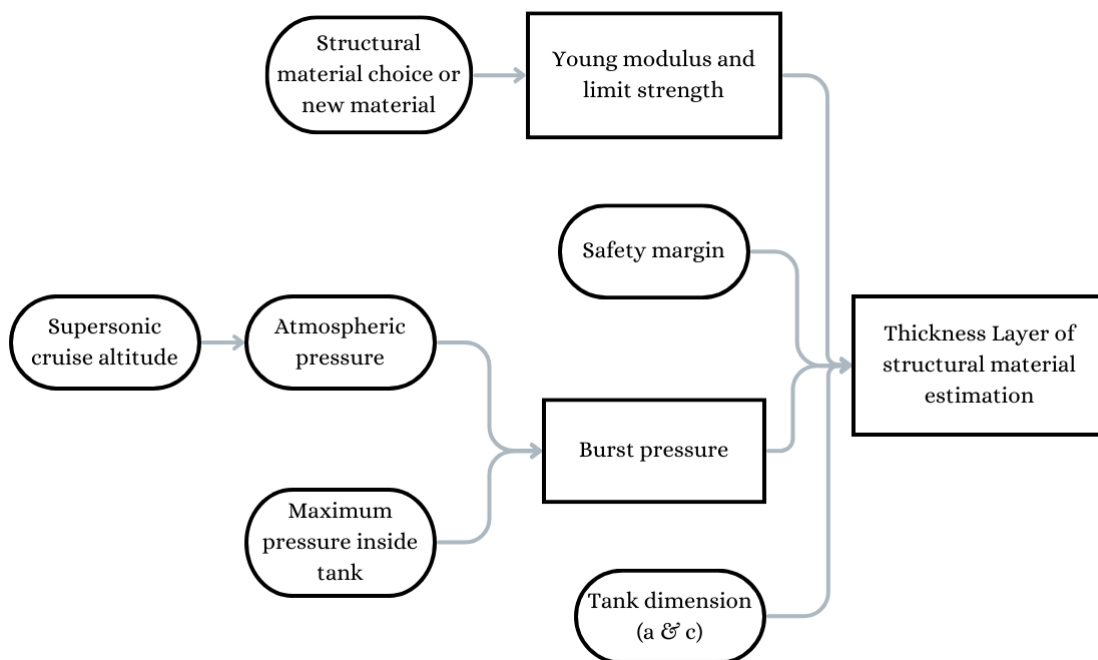 Structural
material choice or
new material
Young modulus and
limit strength
Safety margin
Supersonic
cruise altitude
Atmospheric
pressure
Thickness Layer of
structural material
estimation
Burst pressure
Maximum
pressure inside
tank
Tank dimension
(a & c)